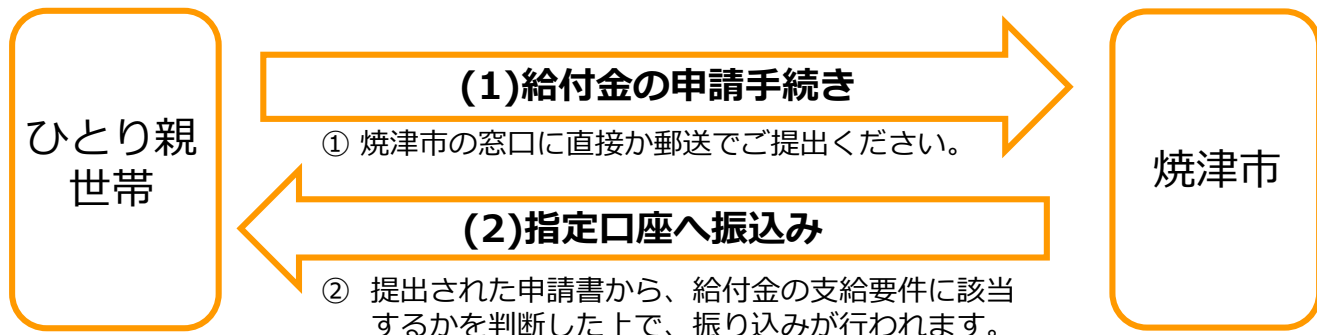 ひとり親
世帯
(1)給付金の申請手続き
① 焼津市の窓口に直接か郵送でご提出ください。
(2)指定口座へ振込み
② 提出された申請書から、給付金の支給要件に該当
するかを判断した上で、振り込みが行われます。
焼津市